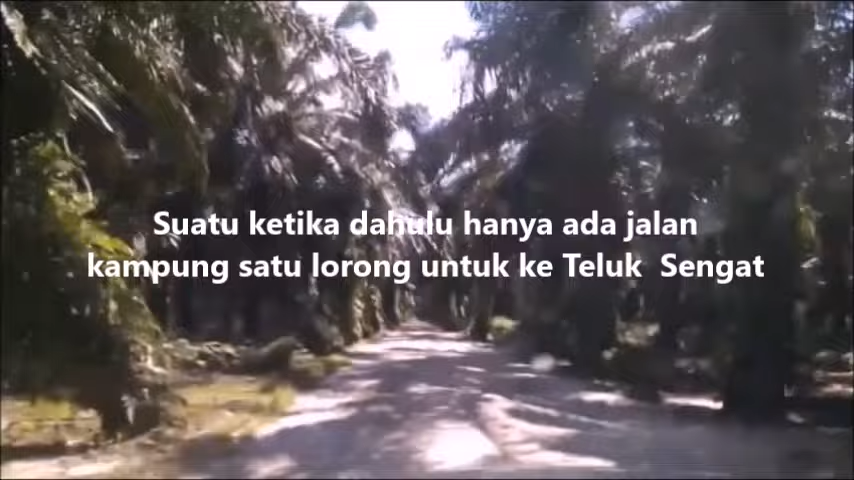 Suatu ketika dahulu hanya ada jalan
kampung satu lorong untuk ke Teluk  Sengat